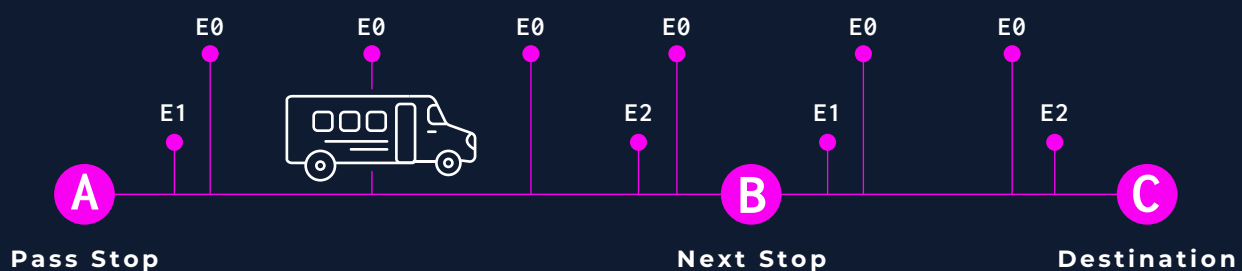 E0 E0 E0 E0 E0 E0
E1 E2 E1 E2
A B C
Pass Stop Next Stop Destination